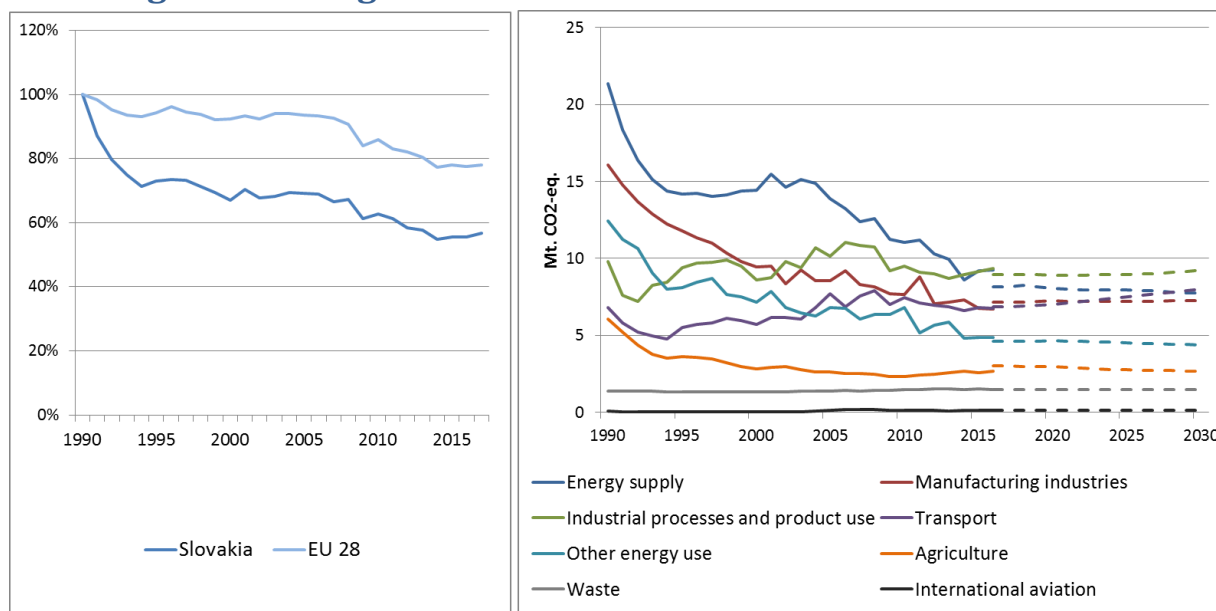 120%
100%
80%
60%
40%
20%
0%
1990 1995 2000 2005 2010 2015
Slovakia EU 28
Mt. CO2-eq.
25
20
15
10
5
0
1990 1995 2000 2005 2010 2015 2020 2025 2030
Energy supply Manufacturing industries
Industrial processes and product use Transport
Other energy use Agriculture
Waste International aviation